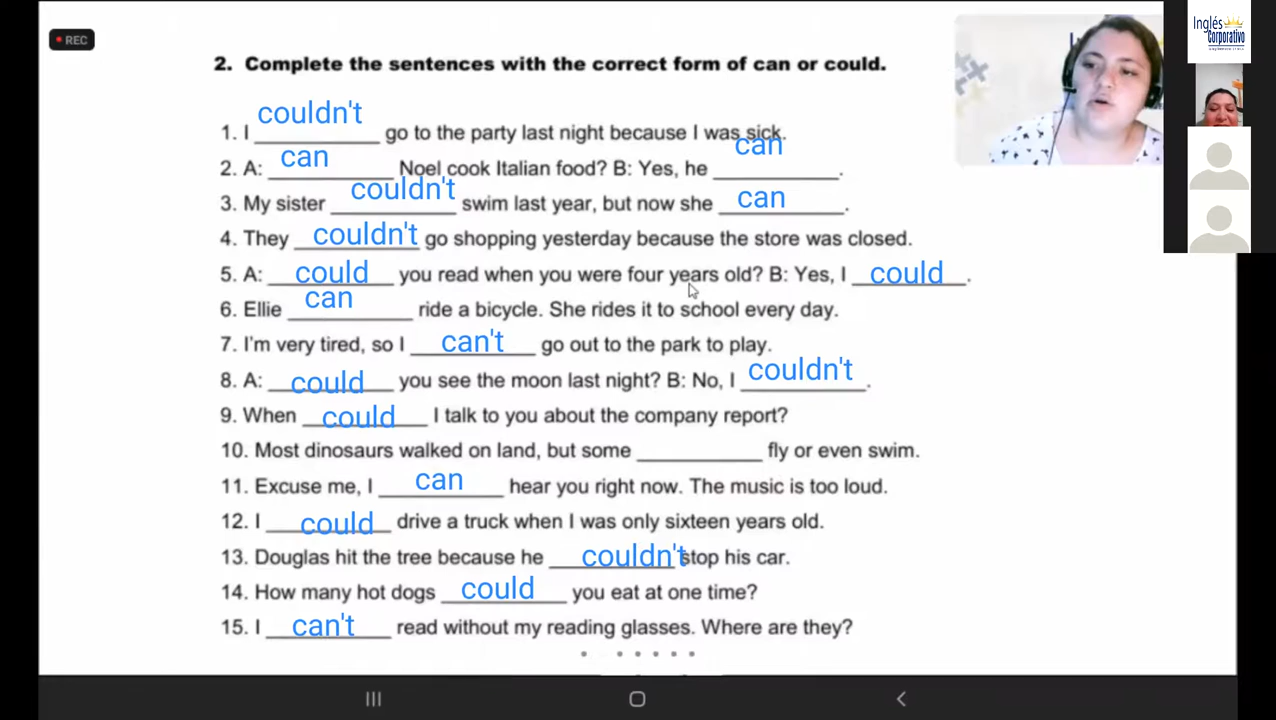 REC
Inglés
Corporativo
2. Complete the sentences with the correct form of can or could.
1. I couldn't go to the party last night because I was sick.
2. A: can Noel cook Italian food? B: Yes, he can.
3. My sister couldn't swim last year, but now she can.
4. They couldn't go shopping yesterday because the store was closed.
5. A: could you read when you were four years old? B: Yes, I could.
6. Ellie can ride a bicycle. She rides it to school every day.
7. I'm very tired, so I can't go out to the park to play.
8. A: could you see the moon last night? B: No, I couldn't.
9. When could I talk to you about the company report?
10. Most dinosaurs walked on land, but some ____________ fly or even swim.
11. Excuse me, I can hear you right now. The music is too loud.
12. I could drive a truck when I was only sixteen years old.
13. Douglas hit the tree because he couldn't stop his car.
14. How many hot dogs could you eat at one time?
15. I can't read without my reading glasses. Where are they?